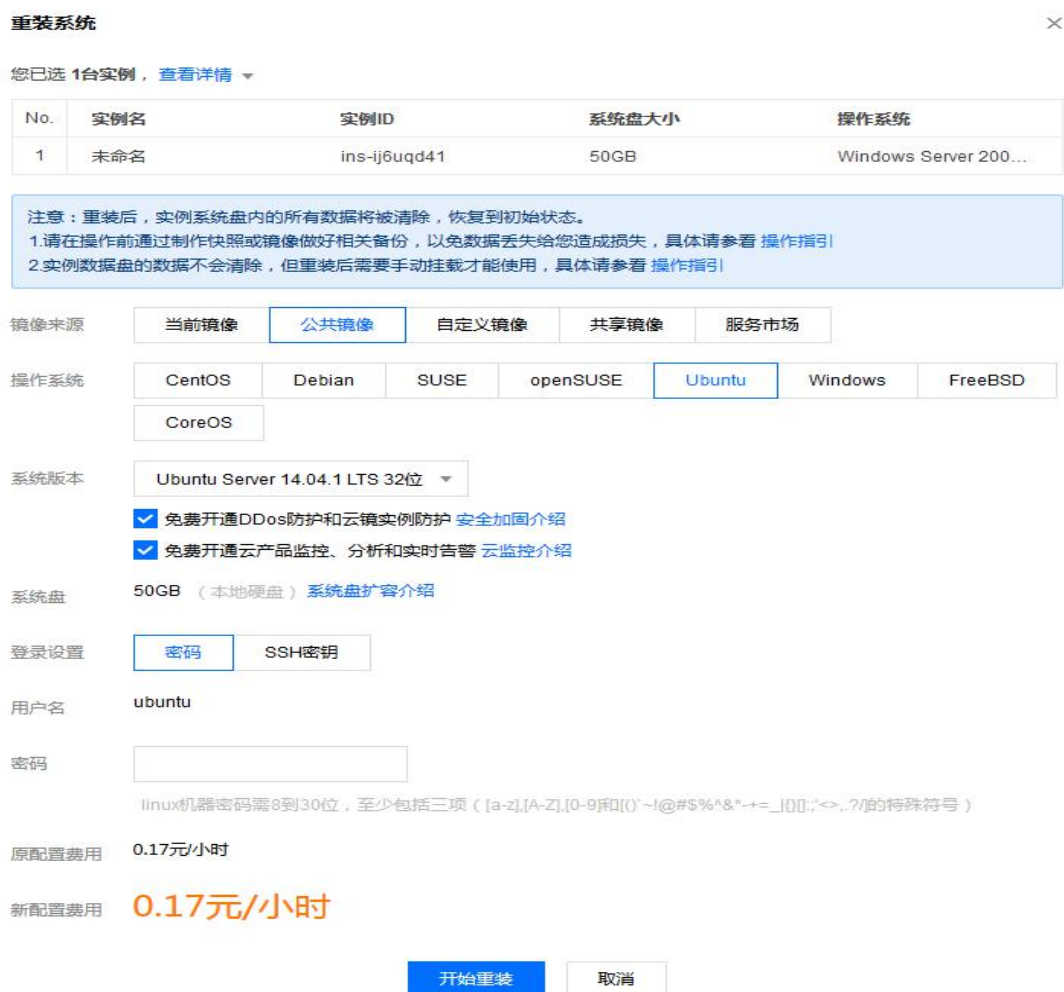 重装系统
您已选 1台实例，查看详情
No. 实例名 实例ID 系统盘大小 操作系统
1 未命名 ins-ij6uqd41 50GB Windows Server 200...
注意：重装后，实例系统盘内的所有数据将被清除，恢复到初始状态。
1.请在操作前通过制作快照或镜像做好相关备份，以免数据丢失给您造成损失，具体请参看 操作指引
2.实例数据盘的数据不会清除，但重装后需要手动挂载才能使用，具体请参看 操作指引
镜像来源 当前镜像 公共镜像 自定义镜像 共享镜像 服务市场
操作系统 CentOS Debian SUSE openSUSE Ubuntu Windows FreeBSD
CoreOS
系统版本 Ubuntu Server 14.04.1 LTS 32位
免费开通DDos防护和云镜实例防护 安全加固介绍
免费开通云产品监控、分析和实时告警 云监控介绍
系统盘 50GB （本地硬盘）系统盘扩容介绍
登录设置 密码 SSH密钥
用户名 ubuntu
密码
linux机器密码需8到30位，至少包括三项（[a-z],[A-Z],[0-9]和[()`~!@#$%^&*-+=_|{}[]:;'<>,.?/]的特殊符号）
原配置费用 0.17元/小时
新配置费用 0.17元/小时
开始重装 取消